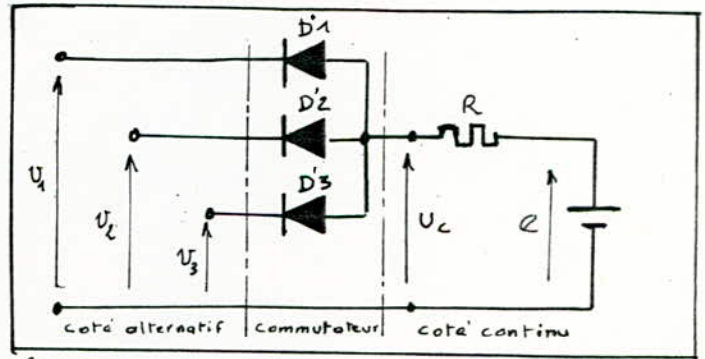 D'1
D'2
R
D'3
V1
V2
V3
Uc
e
coté alternatif
commutateur
coté continu